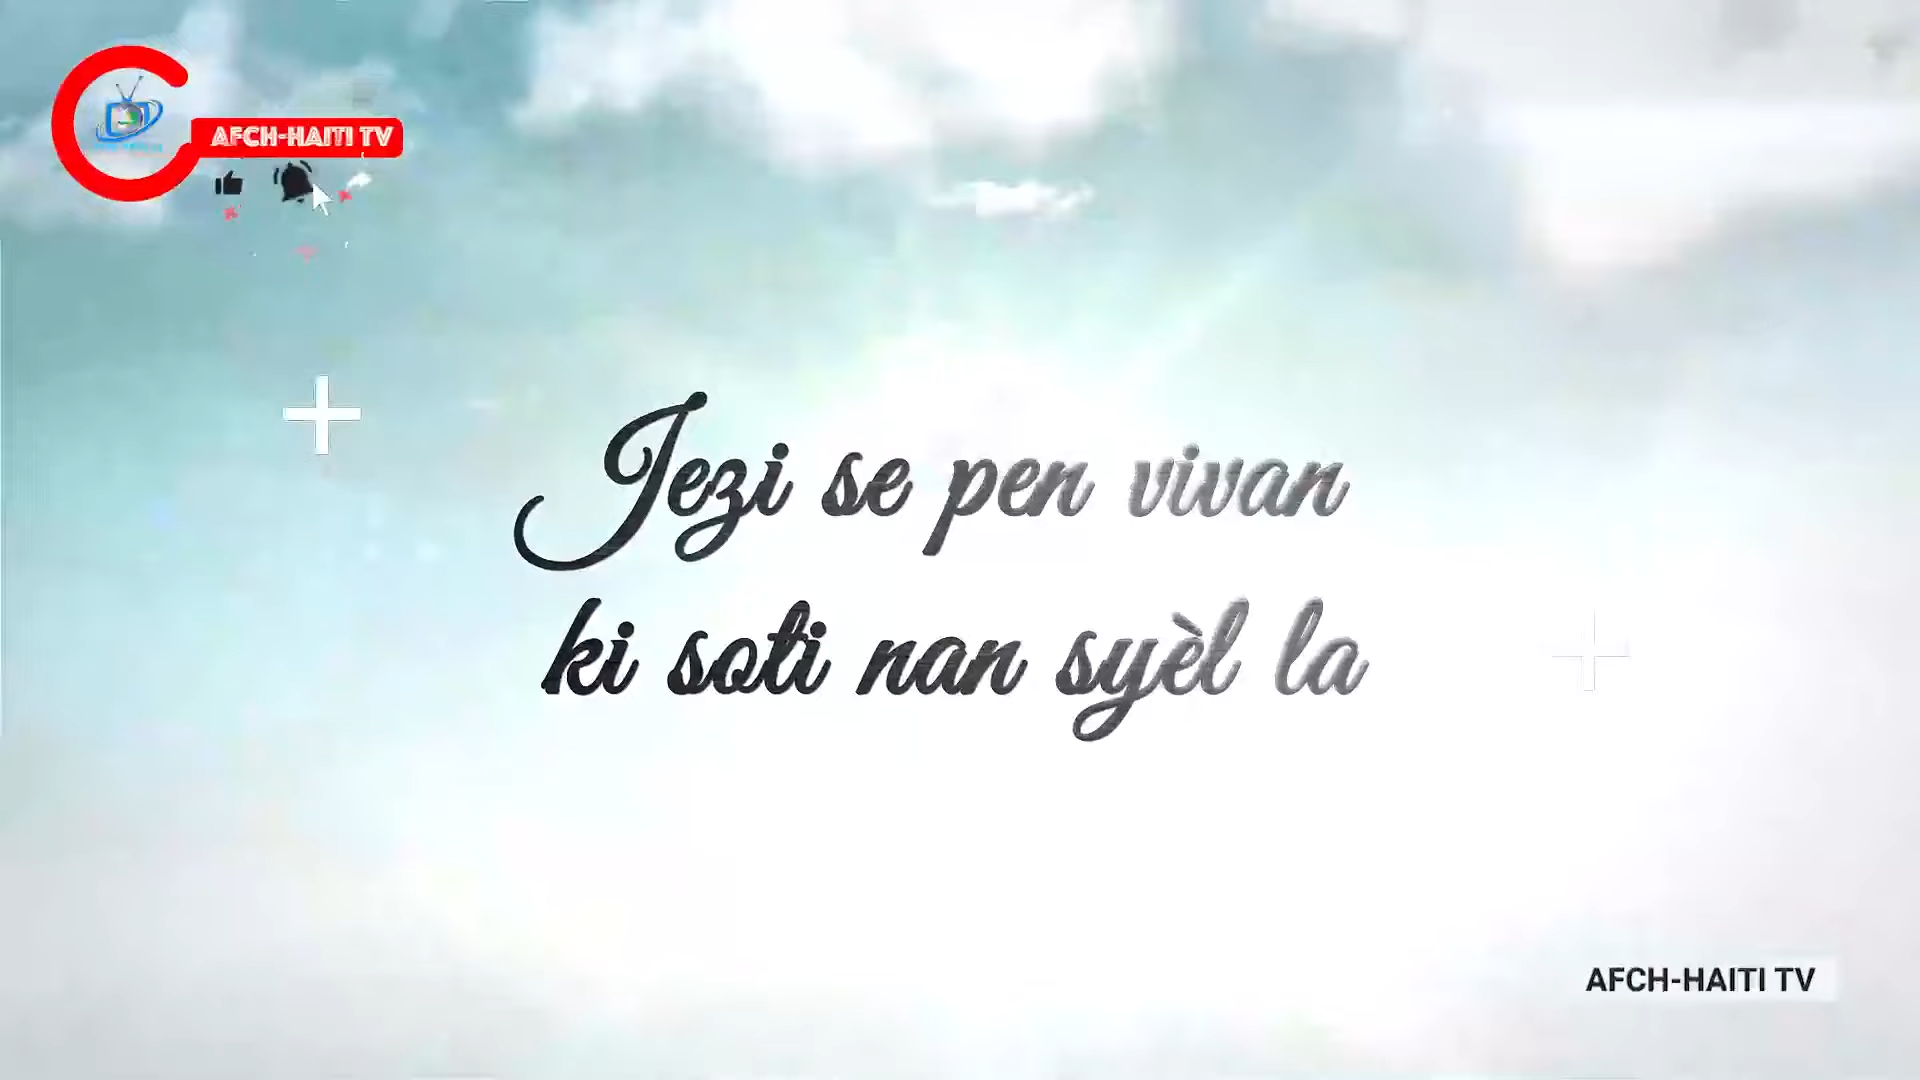 AFCH-HAITI TV
Jezi se pen vivan
ki soti nan syèl la
AFCH-HAITI TV